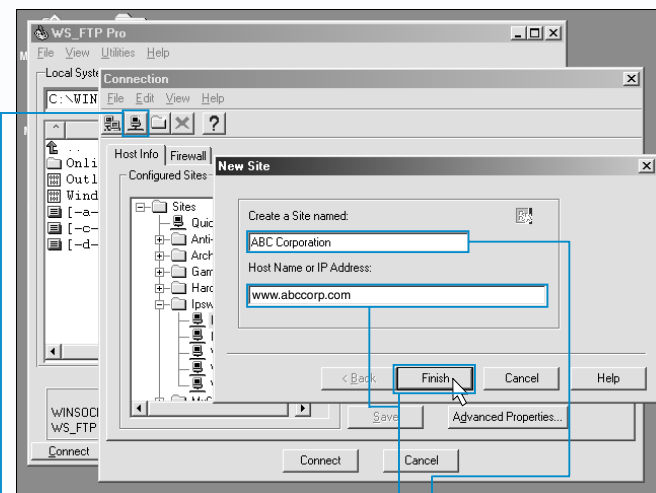 WS_FTP Pro
File View Utilities Help
Local Syste
C:\WIN
Connection
File Edit View Help
Host Info Firewall
Configured Sites
..
Onli
Outl
Wind
[-a-
[-c-
[-d-
Sites
Quic
Anti-
Arch
Gam
Hard
Ipsw
New Site
Create a Site named:
ABC Corporation
Host Name or IP Address:
www.abccorp.com
< Back Finish Cancel Help
WINSOC
WS_FTP
Save Advanced Properties...
Connect
Connect Cancel